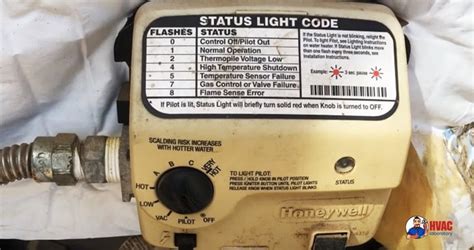 STATUS LIGHT CODE
FLASHES STATUS
0 Control Off/Pilot Out
1 Normal Operation
2 Thermopile Voltage Low
4 High Temperature Shutdown
5 Temperature Sensor Failure
7 Gas Control or Valve Failure
8 Flame Sense Error
If the Status Light is not blinking, relight the
Pilot. To light Pilot, see Lighting Instructions
on water heater. If Status Light blinks more
than one flash every three seconds, see
Installation Instructions.
Example: 3 sec. pause
If Pilot is lit, Status Light will briefly turn solid red when Knob is turned to OFF.
SCALDING RISK INCREASES
WITH HOTTER WATER
A B C VERY HOT
HOT
LOW
VAC PILOT OFF
TO LIGHT PILOT:
PRESS / HOLD KNOB IN PILOT POSITION
PRESS IGNITER BUTTON UNTIL PILOT LIGHTS
RELEASE KNOB WHEN STATUS LIGHT BLINKS
STATUS
Honeywell
HVAC